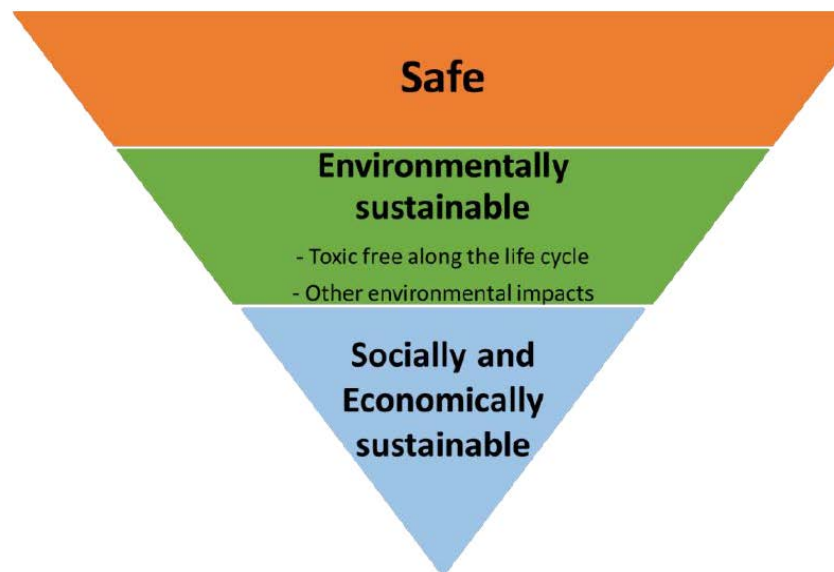 Safe
Environmentally
sustainable
- Toxic free along the life cycle
- Other environmental impacts
Socially and
Economically
sustainable